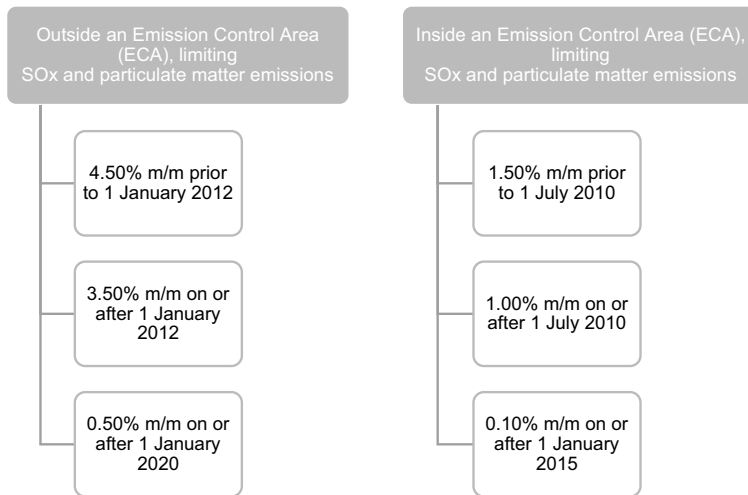 Outside an Emission Control Area
(ECA), limiting
SOx and particulate matter emissions
4.50% m/m prior
to 1 January 2012
3.50% m/m on or
after 1 January
2012
0.50% m/m on or
after 1 January
2020
Inside an Emission Control Area (ECA),
limiting
SOx and particulate matter emissions
1.50% m/m prior
to 1 July 2010
1.00% m/m on or
after 1 July 2010
0.10% m/m on or
after 1 January
2015